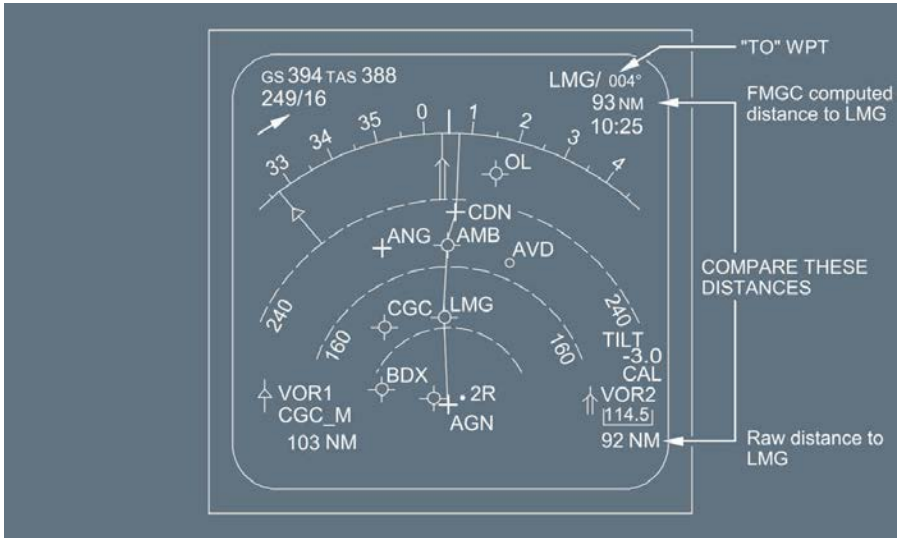 "TO" WPT
GS 394 TAS 388
249/16
LMG/ 004°
93 NM
10:25
FMGC computed
distance to LMG
33
34
35
0
1
2
3
4
OL
CDN
ANG
AMB
AVD
COMPARE THESE
DISTANCES
240
240
CGC
LMG
160
160
TILT
-3.0
CAL
BDX
.2R
AGN
VOR1
CGC_M
103 NM
VOR2
114.5
92 NM
Raw distance to
LMG